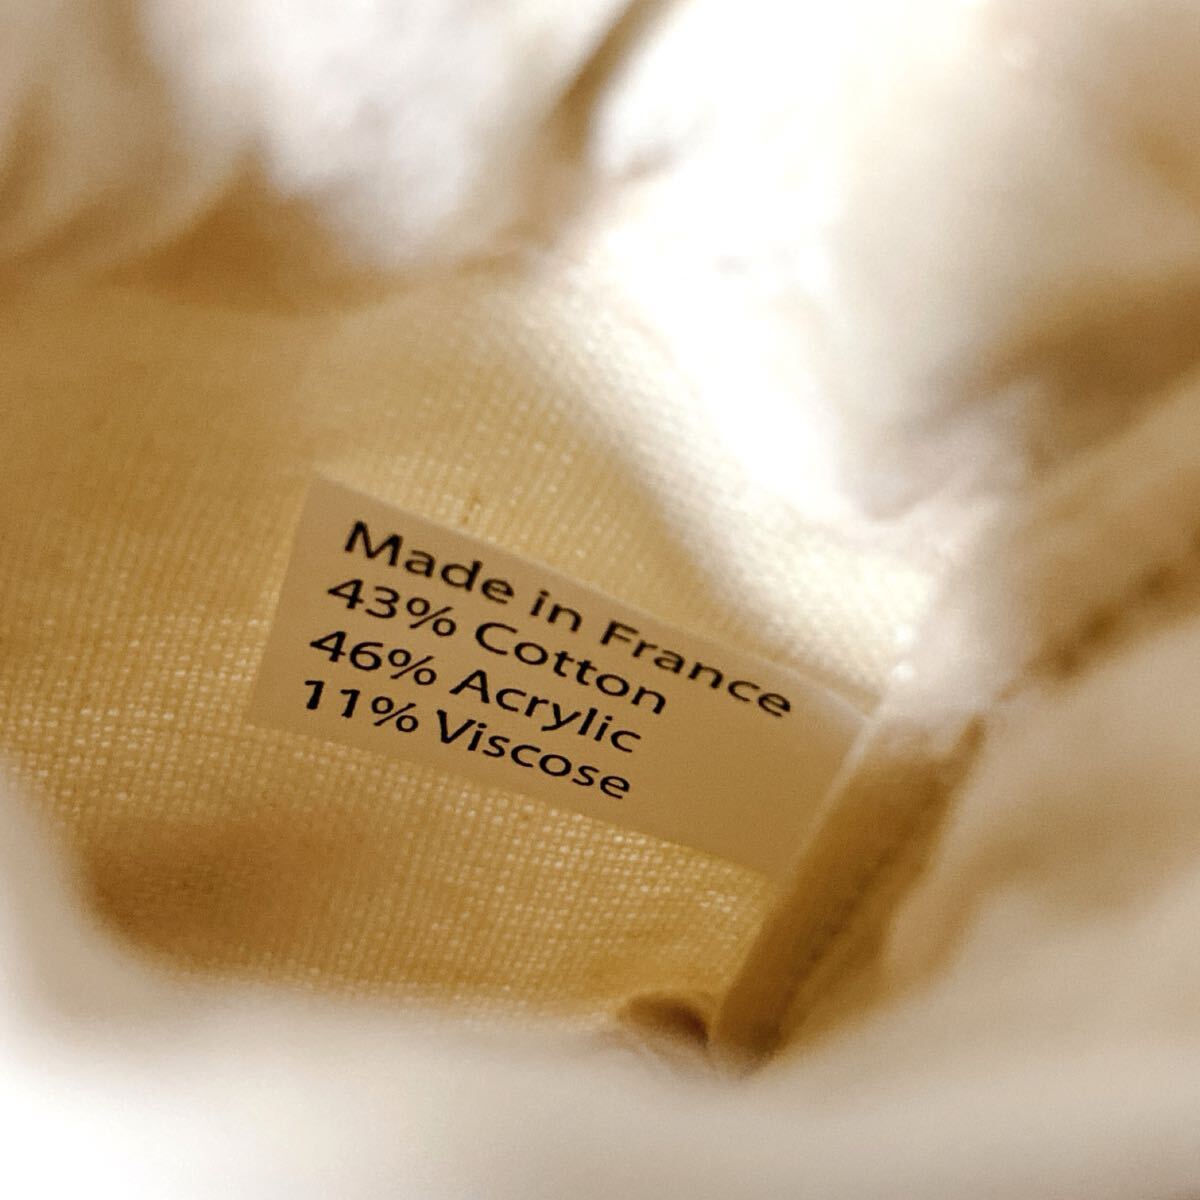 Made in France
43% Cotton
46% Acrylic
11% Viscose